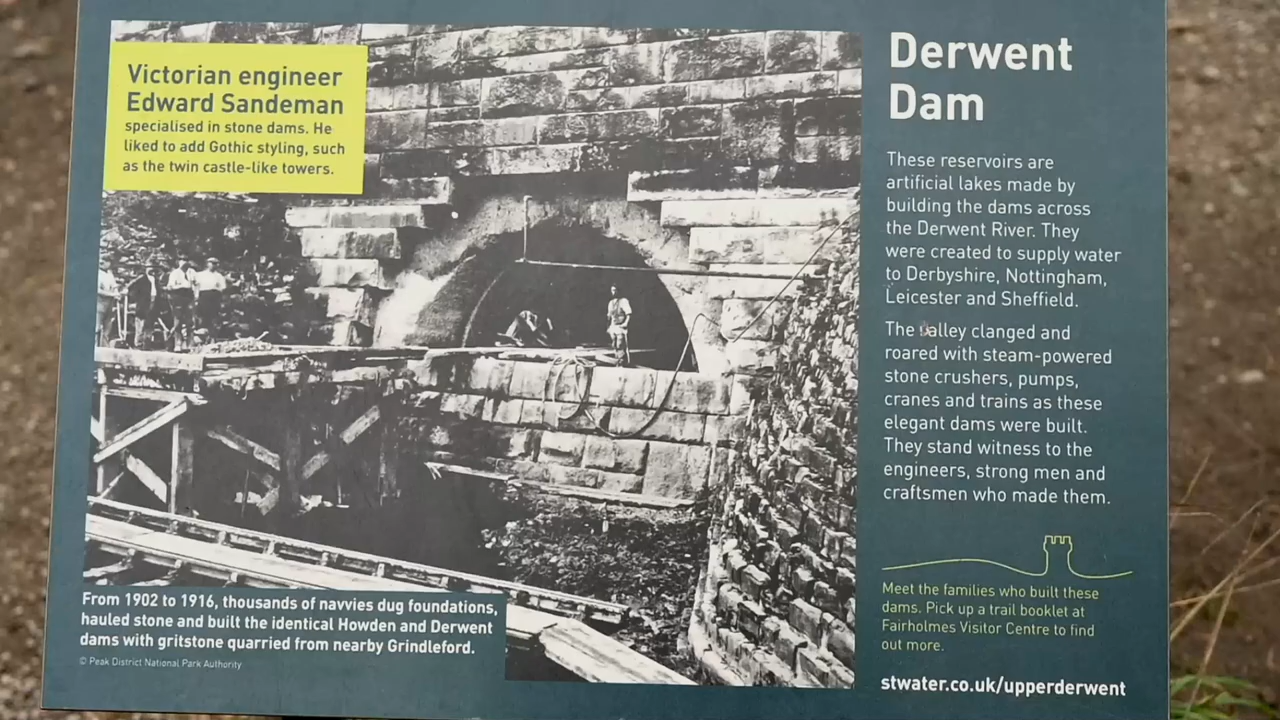 Victorian engineer
Edward Sandeman
specialised in stone dams. He
liked to add Gothic styling, such
as the twin castle-like towers.
From 1902 to 1916, thousands of navvies dug foundations,
hauled stone and built the identical Howden and Derwent
dams with gritstone quarried from nearby Grindleford.
© Peak District National Park Authority
Derwent
Dam
These reservoirs are
artificial lakes made by
building the dams across
the Derwent River. They
were created to supply water
to Derbyshire, Nottingham,
Leicester and Sheffield.
The valley clanged and
roared with steam-powered
stone crushers, pumps,
cranes and trains as these
elegant dams were built.
They stand witness to the
engineers, strong men and
craftsmen who made them.
Meet the families who built these
dams. Pick up a trail booklet at
Fairholmes Visitor Centre to find
out more.
stwater.co.uk/upperderwent